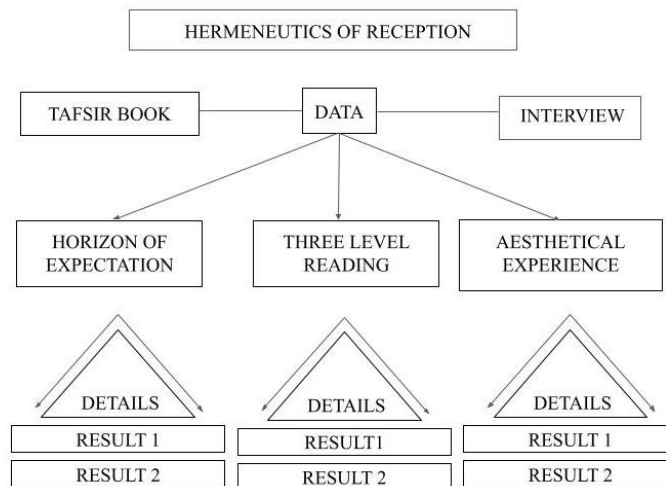 HERMENEUTICS OF RECEPTION
TAFSIR BOOK
DATA
INTERVIEW
HORIZON OF
EXPECTATION
THREE LEVEL
READING
AESTHETICAL
EXPERIENCE
DETAILS
DETAILS
DETAILS
RESULT 1
RESULT1
RESULT 1
RESULT 2
RESULT 2
RESULT 2